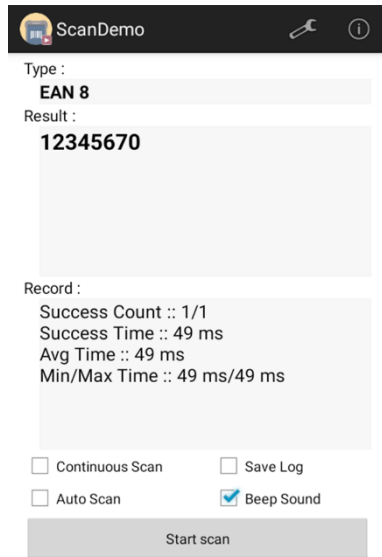 ScanDemo
Type :
EAN 8
Result :
12345670
Record :
Success Count :: 1/1
Success Time :: 49 ms
Avg Time :: 49 ms
Min/Max Time :: 49 ms/49 ms
Continuous Scan
Save Log
Auto Scan
Beep Sound
Start scan